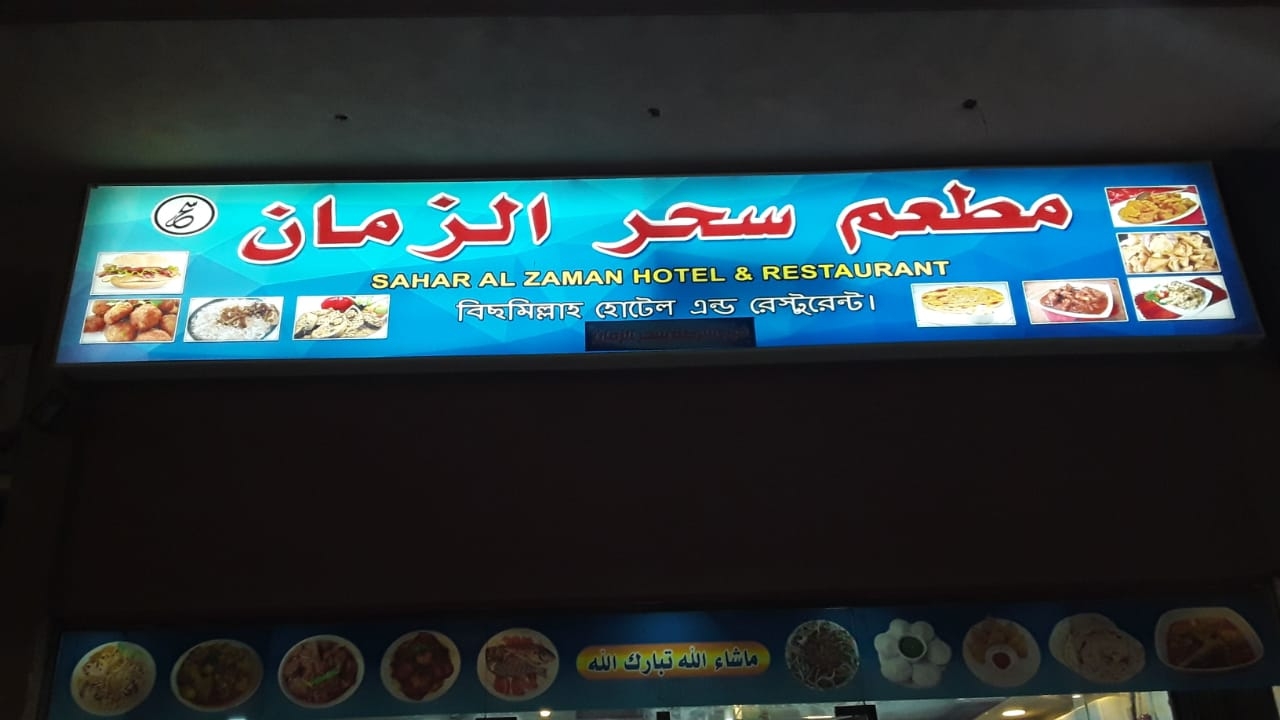 مطعم سحر الزمان
SAHAR AL ZAMAN HOTEL & RESTAURANT
বিছমিল্লাহ হোটেল এন্ড রেস্টুরেন্ট।
ماشاء الله تبارك الله